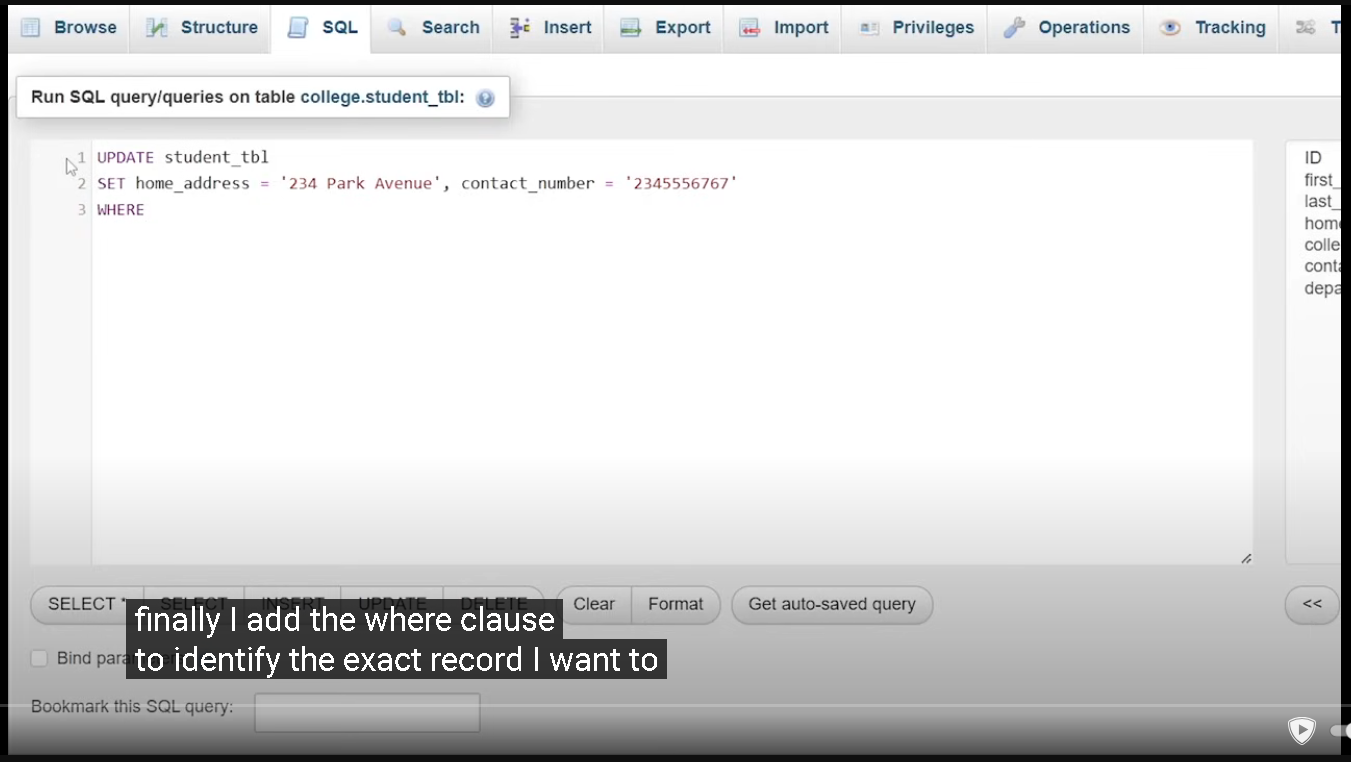 Browse Structure SQL Search Insert Export Import Privileges Operations Tracking
Run SQL query/queries on table college.student_tbl:
1 UPDATE student_tbl
2 SET home_address = '234 Park Avenue', contact_number = '2345556767'
3 WHERE
ID
first_
last_
hom
colle
conta
depa
SELECT * SELECT INSERT UPDATE DELETE Clear Format Get auto-saved query <<
finally I add the where clause
Bind para
to identify the exact record I want to
Bookmark this SQL query: